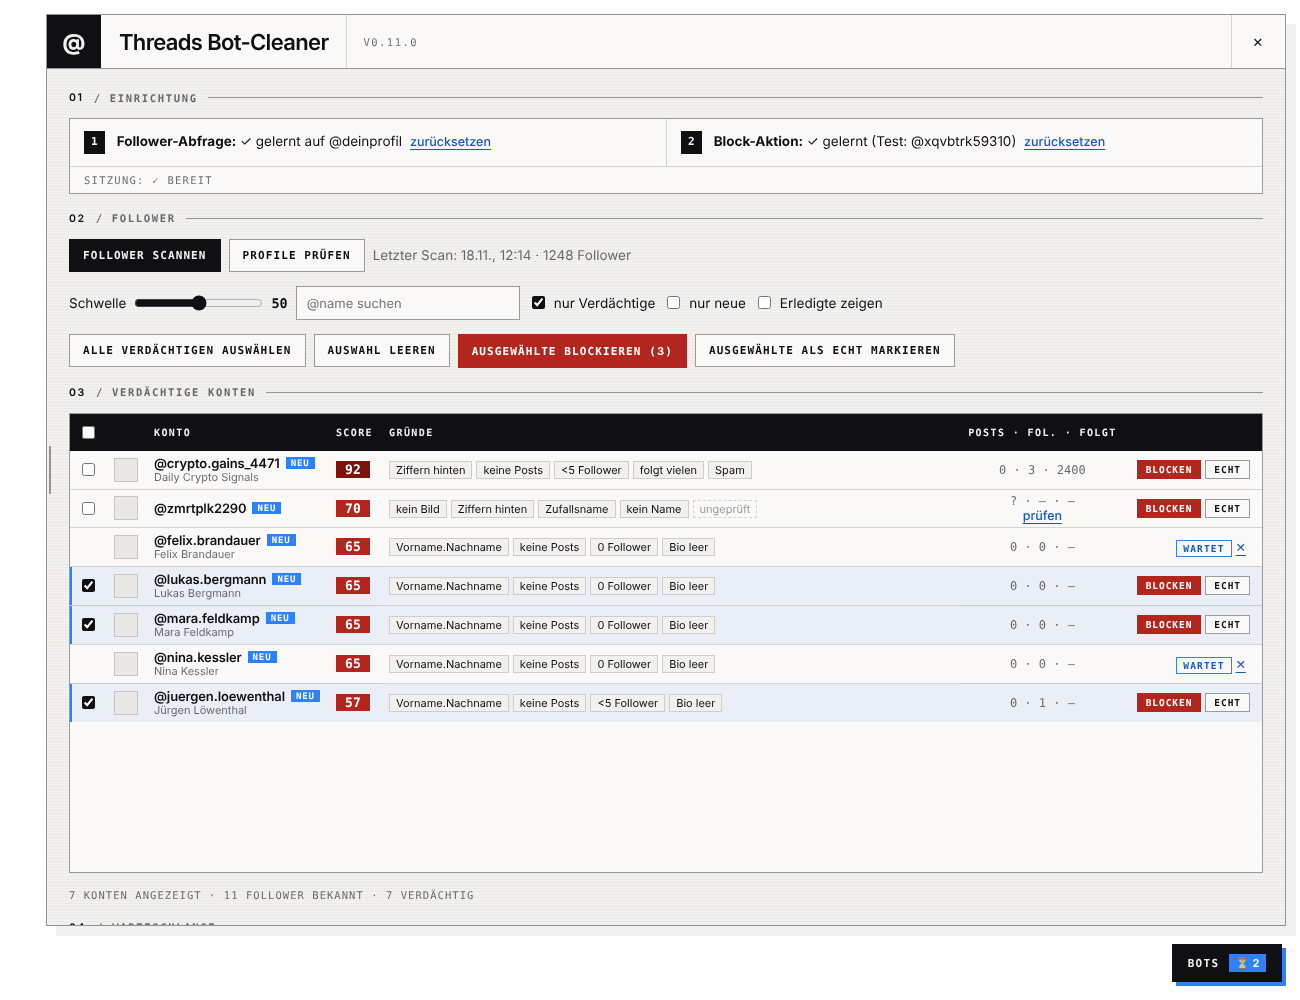 @ Threads Bot-Cleaner V0.11.0 ×
01 / EINRICHTUNG
1 Follower-Abfrage: ✓ gelernt auf @deinprofil zurücksetzen 2 Block-Aktion: ✓ gelernt (Test: @xqvbtrk59310) zurücksetzen
SITZUNG: ✓ BEREIT
02 / FOLLOWER
FOLLOWER SCANNEN PROFILE PRÜFEN Letzter Scan: 18.11., 12:14 · 1248 Follower
Schwelle 50 @name suchen nur Verdächtige nur neue Erledigte zeigen
ALLE VERDÄCHTIGEN AUSWÄHLEN AUSWAHL LEEREN AUSGEWÄHLTE BLOCKIEREN (3) AUSGEWÄHLTE ALS ECHT MARKIEREN
03 / VERDÄCHTIGE KONTEN
KONTO SCORE GRÜNDE POSTS · FOL. · FOLGT
@crypto.gains_4471 NEU 92 Ziffern hinten keine Posts <5 Follower folgt vielen Spam 0 · 3 · 2400 BLOCKEN ECHT
Daily Crypto Signals
@zmrtplk2290 NEU 70 kein Bild Ziffern hinten Zufallsname kein Name ungeprüft ? · – · – BLOCKEN ECHT
prüfen
@felix.brandauer NEU 65 Vorname.Nachname keine Posts 0 Follower Bio leer 0 · 0 · – WARTET ✕
Felix Brandauer
@lukas.bergmann NEU 65 Vorname.Nachname keine Posts 0 Follower Bio leer 0 · 0 · – BLOCKEN ECHT
Lukas Bergmann
@mara.feldkamp NEU 65 Vorname.Nachname keine Posts 0 Follower Bio leer 0 · 0 · – BLOCKEN ECHT
Mara Feldkamp
@nina.kessler NEU 65 Vorname.Nachname keine Posts 0 Follower Bio leer 0 · 0 · – WARTET ✕
Nina Kessler
@juergen.loewenthal NEU 57 Vorname.Nachname keine Posts <5 Follower Bio leer 0 · 1 · – BLOCKEN ECHT
Jürgen Löwenthal
7 KONTEN ANGEZEIGT · 11 FOLLOWER BEKANNT · 7 VERDÄCHTIG
BOTS ⏳ 2